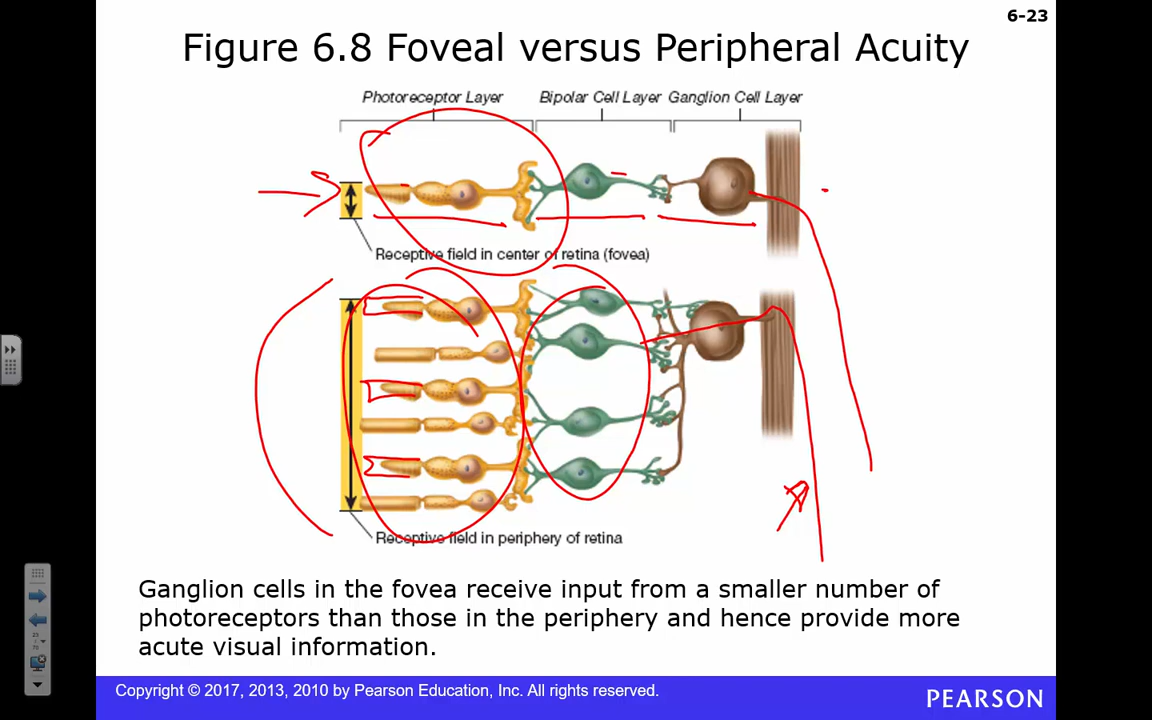 6-23
Figure 6.8 Foveal versus Peripheral Acuity
Photoreceptor Layer Bipolar Cell Layer Ganglion Cell Layer
Receptive field in center of retina (fovea)
Receptive field in periphery of retina
Ganglion cells in the fovea receive input from a smaller number of
photoreceptors than those in the periphery and hence provide more
acute visual information.
Copyright © 2017, 2013, 2010 by Pearson Education, Inc. All rights reserved.
PEARSON